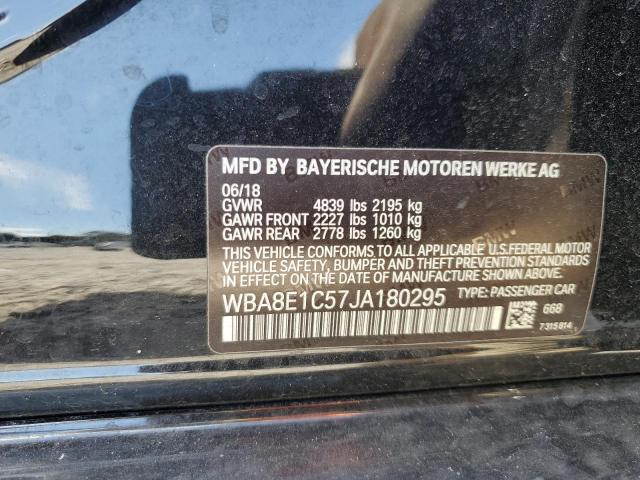 MFD BY BAYERISCHE MOTOREN WERKE AG
06/18
GVWR 4839 lbs 2195 kg
GAWR FRONT 2227 lbs 1010 kg
GAWR REAR 2778 lbs 1260 kg
THIS VEHICLE CONFORMS TO ALL APPLICABLE U.S.FEDERAL MOTOR
VEHICLE SAFETY, BUMPER AND THEFT PREVENTION STANDARDS
IN EFFECT ON THE DATE OF MANUFACTURE SHOWN ABOVE.
WBA8E1C57JA180295 TYPE: PASSENGER CAR
668
7315814